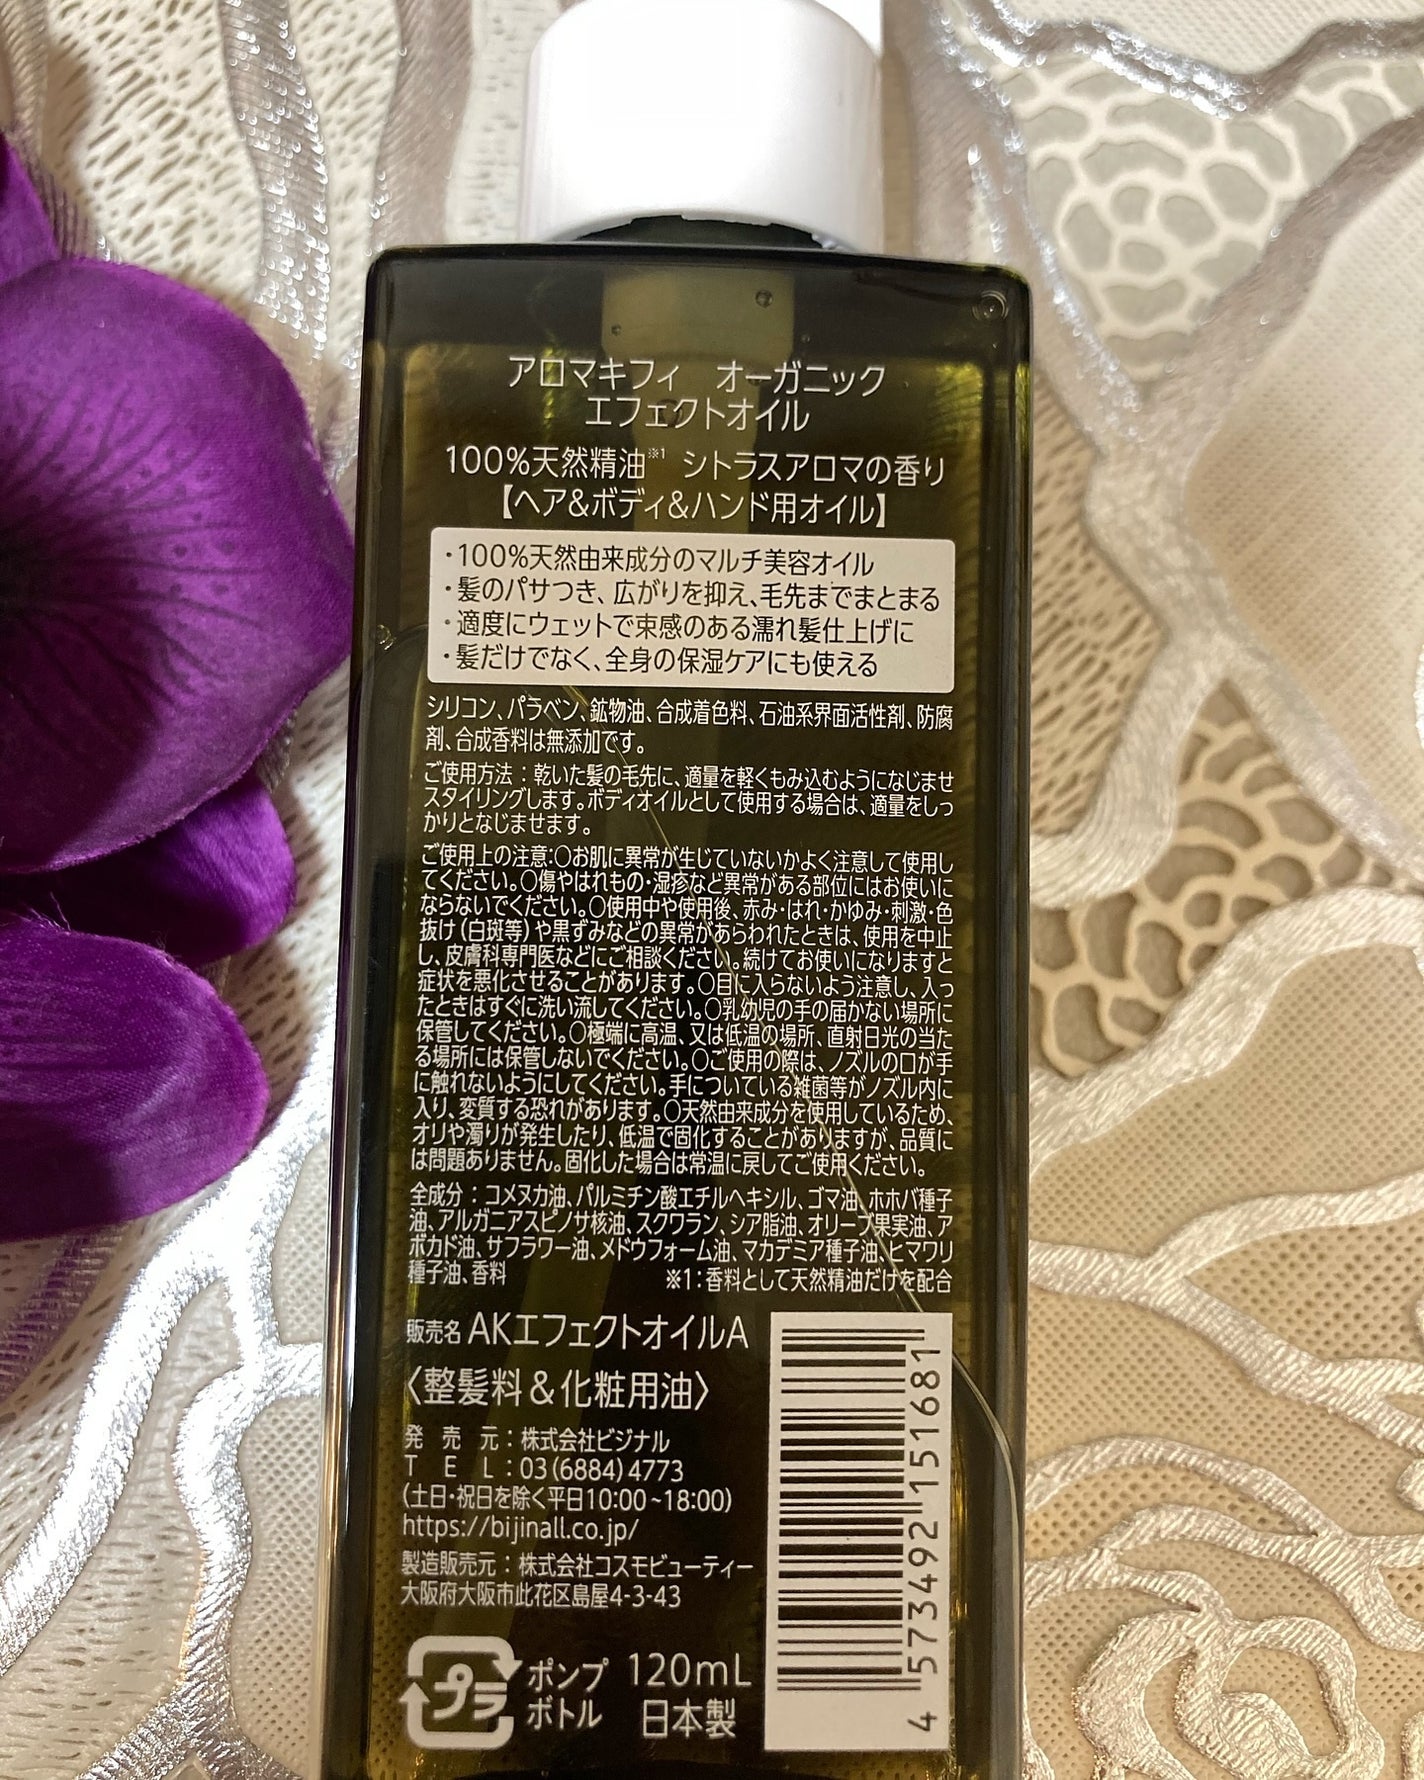 アロマキフィ オーガニック
エフェクトオイル
100%天然精油※1 シトラスアロマの香り
【ヘア&ボディ&ハンド用オイル】
・100%天然由来成分のマルチ美容オイル
・髪のパサつき、広がりを抑え、毛先までまとまる
・適度にウェットで束感のある濡れ髪仕上げに
・髪だけでなく、全身の保湿ケアにも使える
シリコン、パラベン、鉱物油、合成着色料、石油系界面活性剤、防腐
剤、合成香料は無添加です。
ご使用方法：乾いた髪の毛先に、適量を軽くもみ込むようになじませ
スタイリングします。ボディオイルとして使用する場合は、適量をしっ
かりとなじませます。
ご使用上の注意:○お肌に異常が生じていないかよく注意して使用し
てください。○傷やはれもの・湿疹など異常がある部位にはお使いに
ならないでください。○使用中や使用後、赤み・はれ・かゆみ・刺激・色
抜け(白斑等)や黒ずみなどの異常があらわれたときは、使用を中止
し、皮膚科専門医などにご相談ください。続けてお使いになりますと
症状を悪化させることがあります。○目に入らないよう注意し、入っ
たときはすぐに洗い流してください。○乳幼児の手の届かない場所に
保管してください。○極端に高温、又は低温の場所、直射日光の当た
る場所には保管しないでください。○ご使用の際は、ノズルの口が手
に触れないようにしてください。手についている雑菌等がノズル内に
入り、変質する恐れがあります。○天然由来成分を使用しているため、
オリや濁りが発生したり、低温で固化することがありますが、品質に
は問題ありません。固化した場合は常温に戻してご使用ください。
全成分：コメヌカ油、パルミチン酸エチルヘキシル、ゴマ油、ホホバ種子
油、アルガニアスピノサ核油、スクワラン、シア脂油、オリーブ果実油、ア
ボカド油、サフラワー油、メドウフォーム油、マカデミア種子油、ヒマワリ
種子油、香料 ※1：香料として天然精油だけを配合
販売名 AKエフェクトオイルA
〈整髪料&化粧用油〉
発売元：株式会社ビジナル
TEL：03(6884)4773
(土日・祝日を除く平日10:00~18:00)
https://bijinall.co.jp/
製造販売元：株式会社コスモビューティー
大阪府大阪市此花区島屋4-3-43
プラ
ポンプ
ボトル
120mL
日本製
4 573492 151681